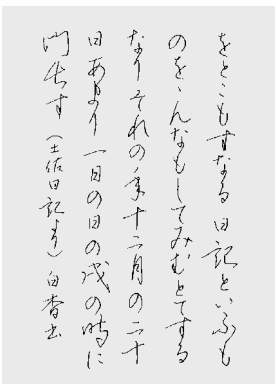 をとこもすなる日記といふも
のををんなもしてみむとてする
なりそれの年十二月の二十
日あまり一日の日の戌の時に
門出す（土佐日記より）白香書